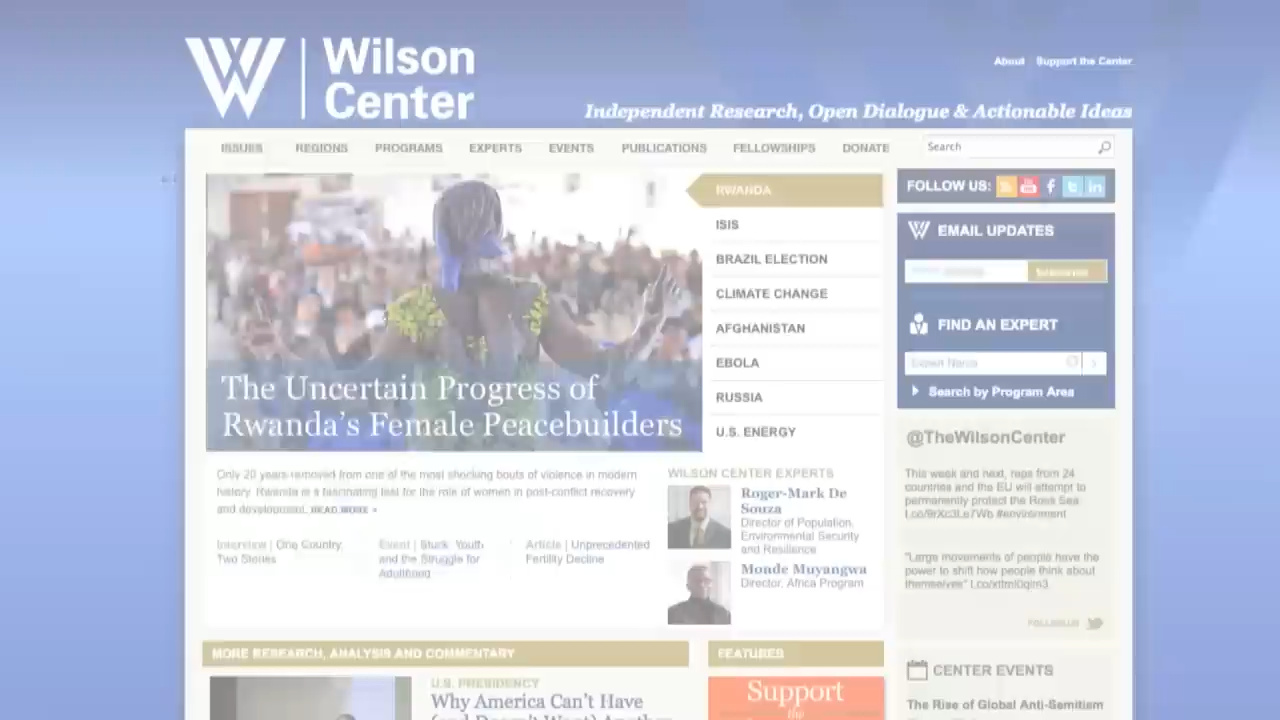 Wilson
Center
About Support the Center
Independent Research, Open Dialogue & Actionable Ideas
ISSUES REGIONS PROGRAMS EXPERTS EVENTS PUBLICATIONS FELLOWSHIPS DONATE
Search
The Uncertain Progress of
Rwanda's Female Peacebuilders
RWANDA
ISIS
BRAZIL ELECTION
CLIMATE CHANGE
AFGHANISTAN
EBOLA
RUSSIA
U.S. ENERGY
FOLLOW US:
EMAIL UPDATES
FIND AN EXPERT
Expert Name
Search by Program Area
Only 20 years removed from one of the most shocking bouts of violence in modern
history, Rwanda is a fascinating test for the role of women in post-conflict recovery
and development. READ MORE
Interview | One Country,
Two Stories
Event | Stuck: Youth
and the Struggle for
Adulthood
Article | Unprecedented
Fertility Decline
WILSON CENTER EXPERTS
Roger-Mark De
Souza
Director of Population,
Environmental Security
and Resilience
Monde Muyangwa
Director, Africa Program
@TheWilsonCenter
This week and next, reps from 24
countries and the EU will attempt to
permanently protect the Ross Sea
#environment
"Large movements of people have the
power to shift how people think about
themselves"
FOLLOW US
MORE RESEARCH, ANALYSIS AND COMMENTARY
U.S. PRESIDENCY
Why America Can't Have
(and Doesn't Want) Another
FEATURES
Support
the
CENTER EVENTS
The Rise of Global Anti-Semitism